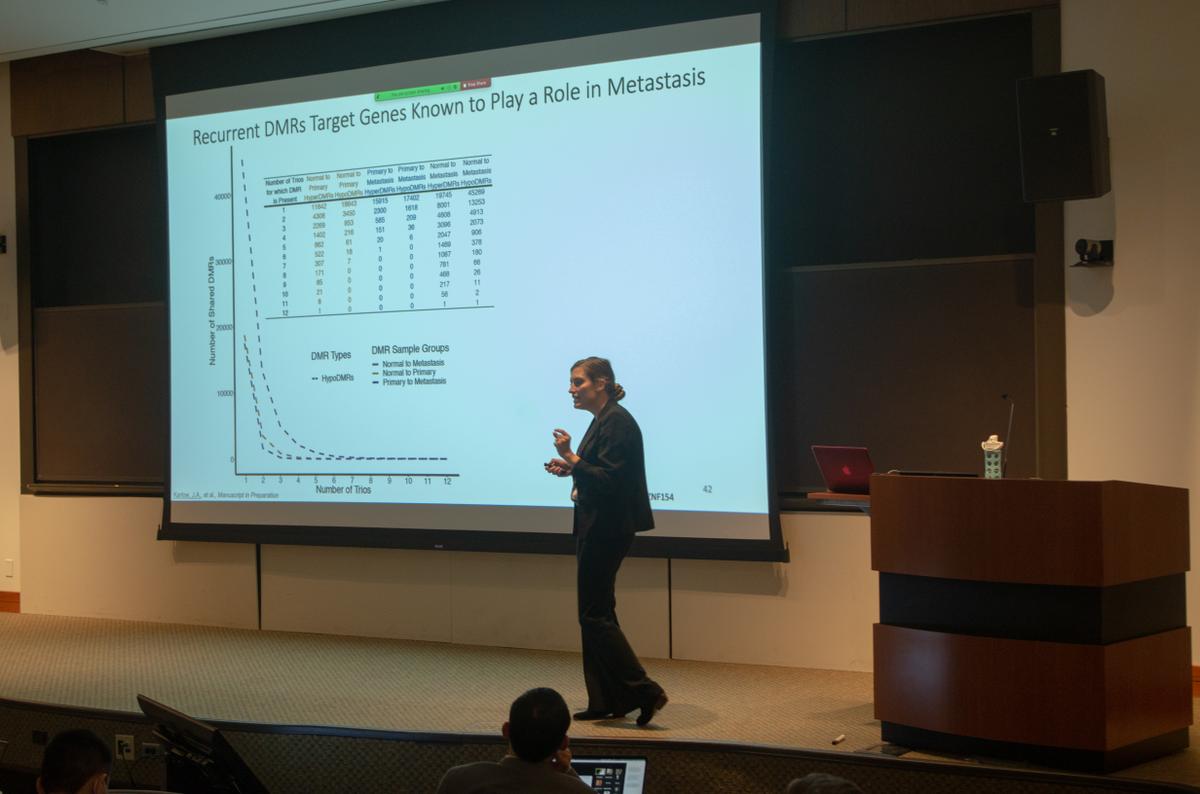 Recurrent DMRs Target Genes Known to Play a Role in Metastasis
Number of Trios for which DMR is Present
Normal to Primary HyperDMRs
Normal to Primary HypoDMRs
Primary to Metastasis HyperDMRs
Primary to Metastasis HypoDMRs
Normal to Metastasis HyperDMRs
Normal to Metastasis HypoDMRs
1 11842 18643 15915 17402 19745 45289
2 4308 3450 2300 1618 8001 13253
3 2269 853 585 209 4608 4913
4 1402 216 151 36 3096 2073
5 862 61 20 6 2047 906
6 522 18 1 0 1469 378
7 307 7 0 0 1067 180
8 171 0 0 0 781 66
9 85 0 0 0 468 26
10 21 0 0 0 217 11
11 6 0 0 0 56 2
12 1 0 0 0 1 1
Number of Shared DMRs
40000
30000
20000
10000
0
DMR Types
HypoDMRs
DMR Sample Groups
Normal to Metastasis
Normal to Primary
Primary to Metastasis
1 2 3 4 5 6 7 8 9 10 11 12
Number of Trios
et al., Manuscript in Preparation
ZNF154
42